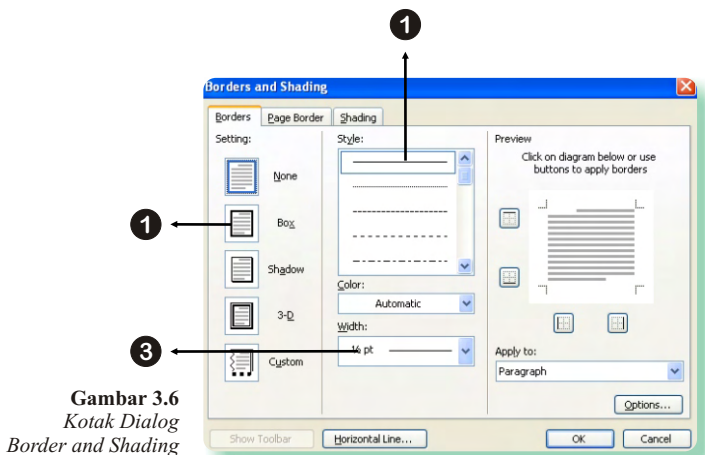 1
Borders and Shading
Borders Page Border Shading
Setting:
None
1
Box
Shadow
3-D
3
Custom
Style:
Color:
Automatic
Width:
½ pt
Preview
Click on diagram below or use
buttons to apply borders
Apply to:
Paragraph
Options...
Show Toolbar
Horizontal Line...
OK
Cancel
Gambar 3.6
Kotak Dialog
Border and Shading